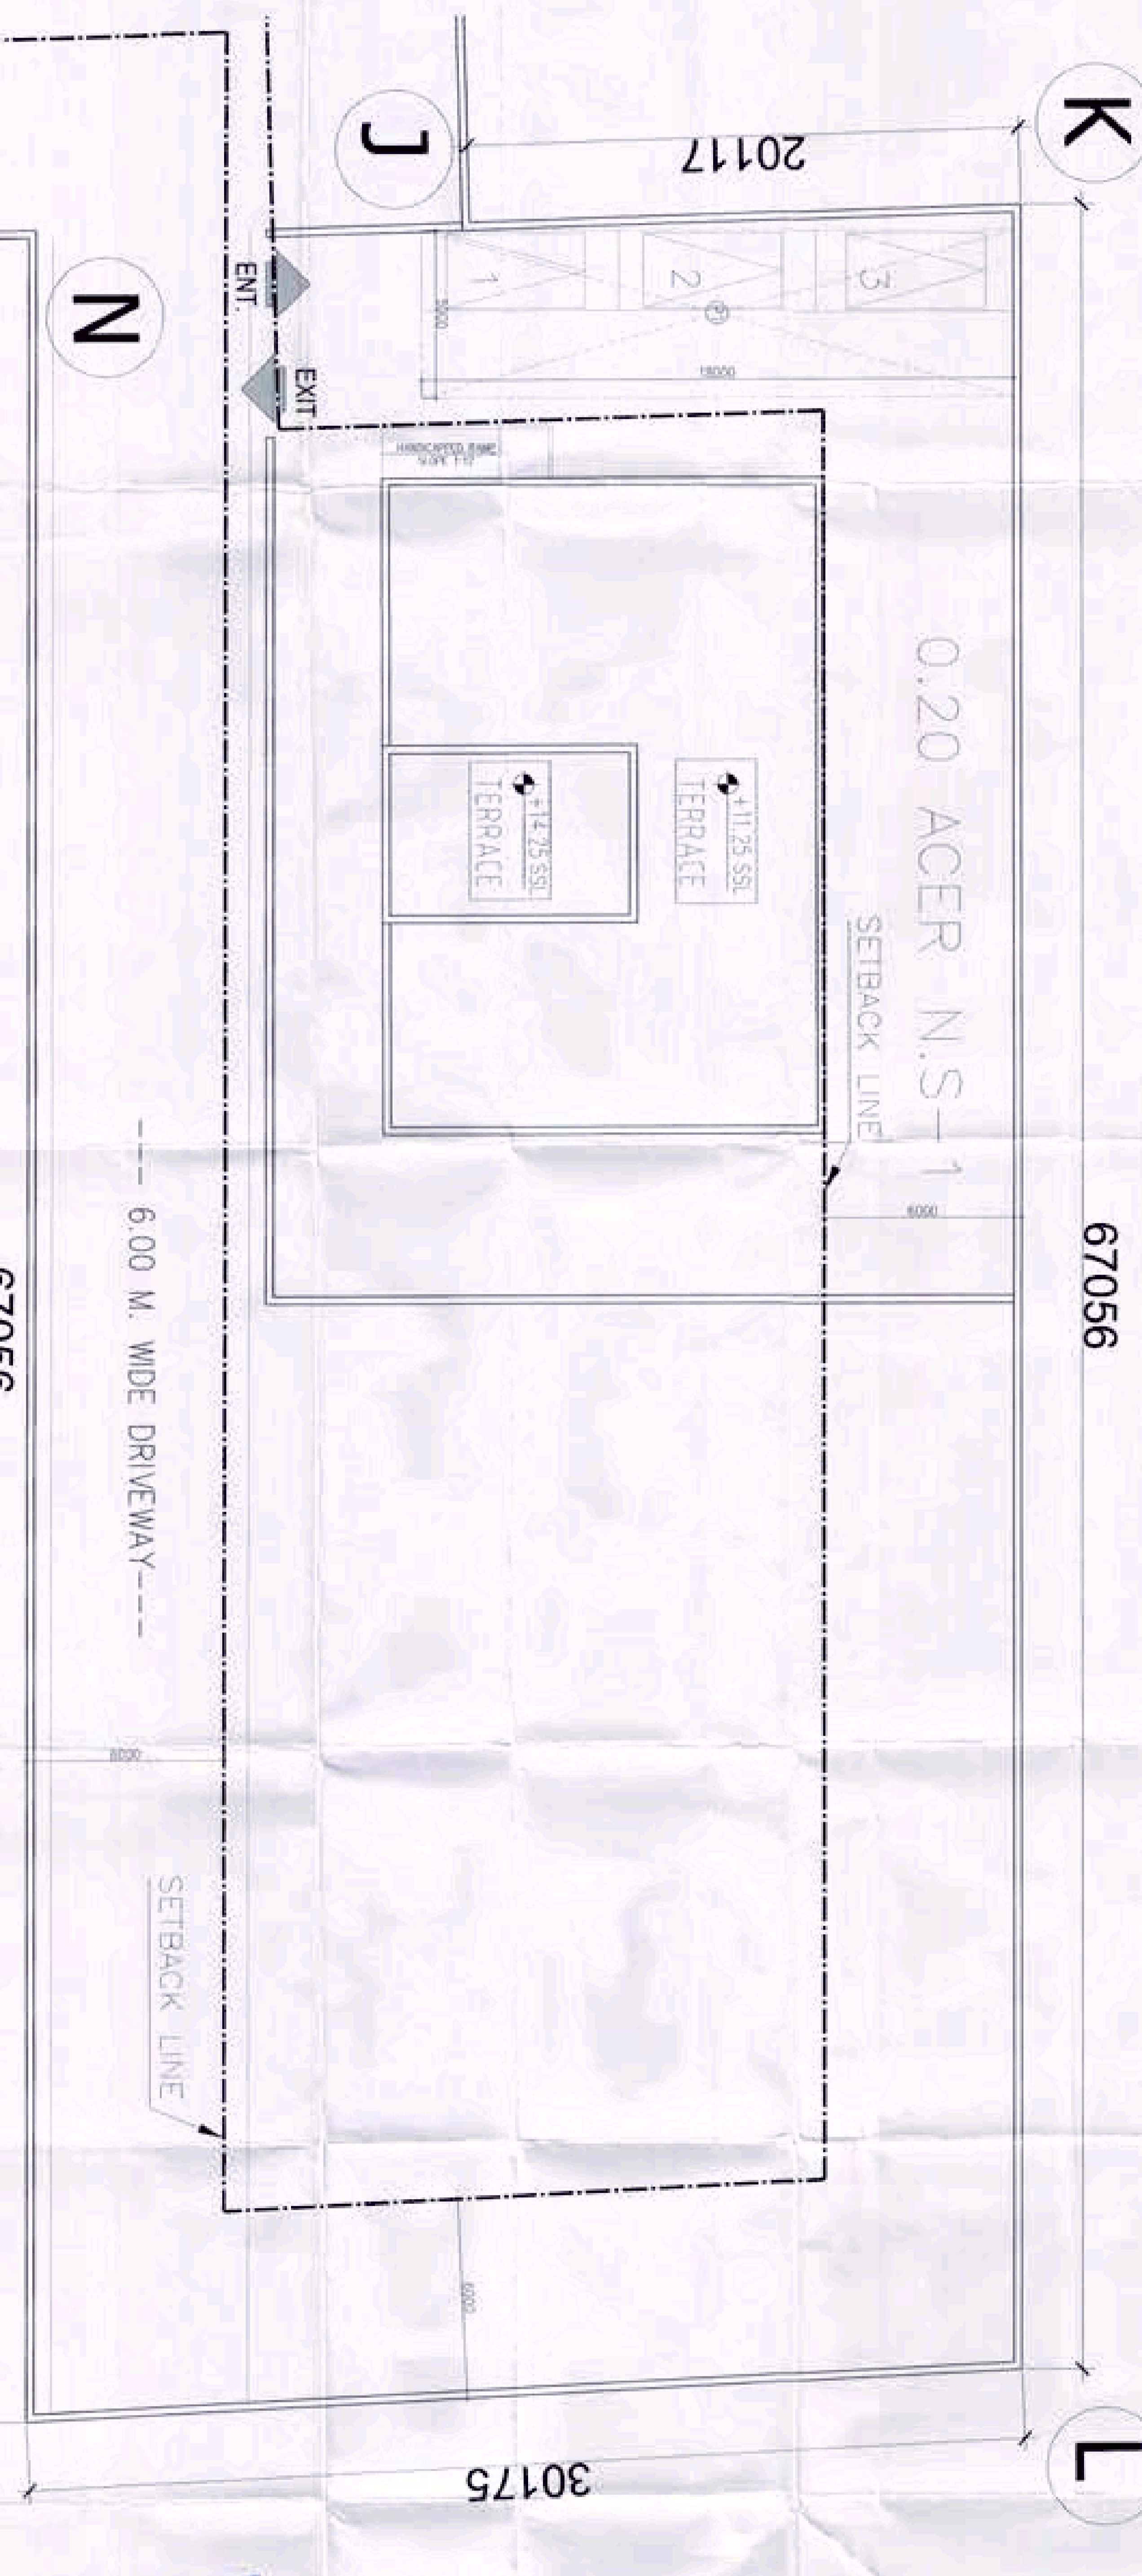 K
J
20117
N
ENT.
EXIT
1
2
3
18000
HANDICAPPED RAMP
0.20 ACER N.S-1
+11.25 SSL
TERRACE
+14.25 SSL
TERRACE
SETBACK LINE
6000
67056
67056
--- 6.00 M. WIDE DRIVEWAY---
6000
SETBACK LINE
6000
30175
L